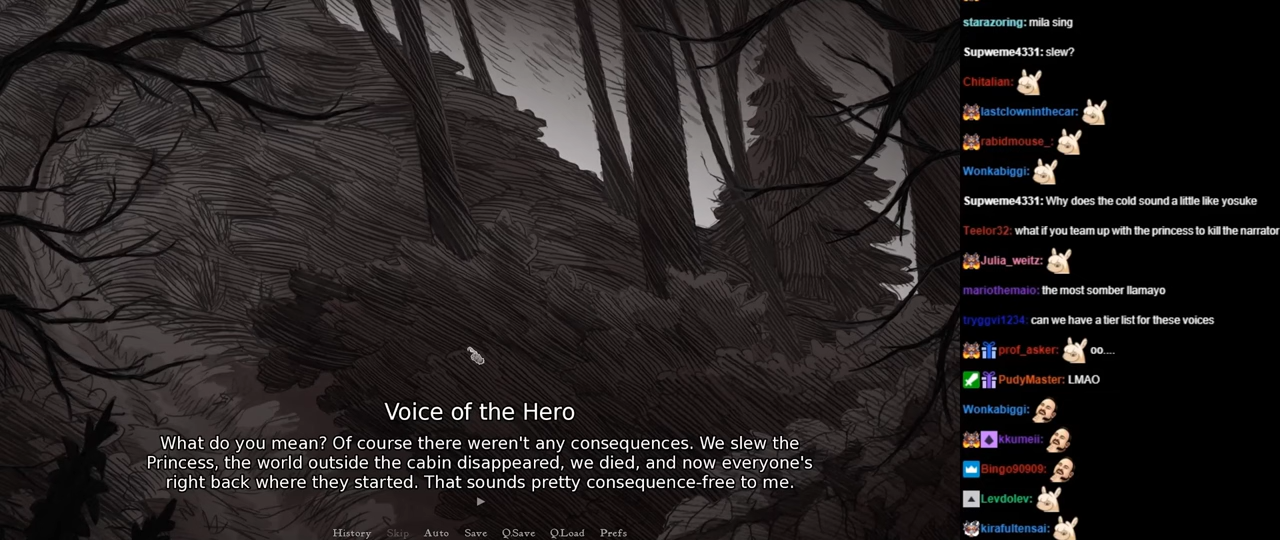 Voice of the Hero
What do you mean? Of course there weren't any consequences. We slew the
Princess, the world outside the cabin disappeared, we died, and now everyone's
right back where they started. That sounds pretty consequence-free to me.
History Skip Auto Save Q.Save Q.Load Prefs
starazoring: mila sing
Supweme4331: slew?
Chitalian:
lastclowninthecar:
rabidmouse_:
Wonkabiggi:
Supweme4331: Why does the cold sound a little like yosuke
Teelor32: what if you team up with the princess to kill the narrator
Julia_weitz:
mariothemaio: the most somber llamayo
tryggvi1234: can we have a tier list for these voices
prof_asker: oo....
PudyMaster: LMAO
Wonkabiggi:
kkumeii:
Bingo90909:
Levdolev:
kirafultensai: